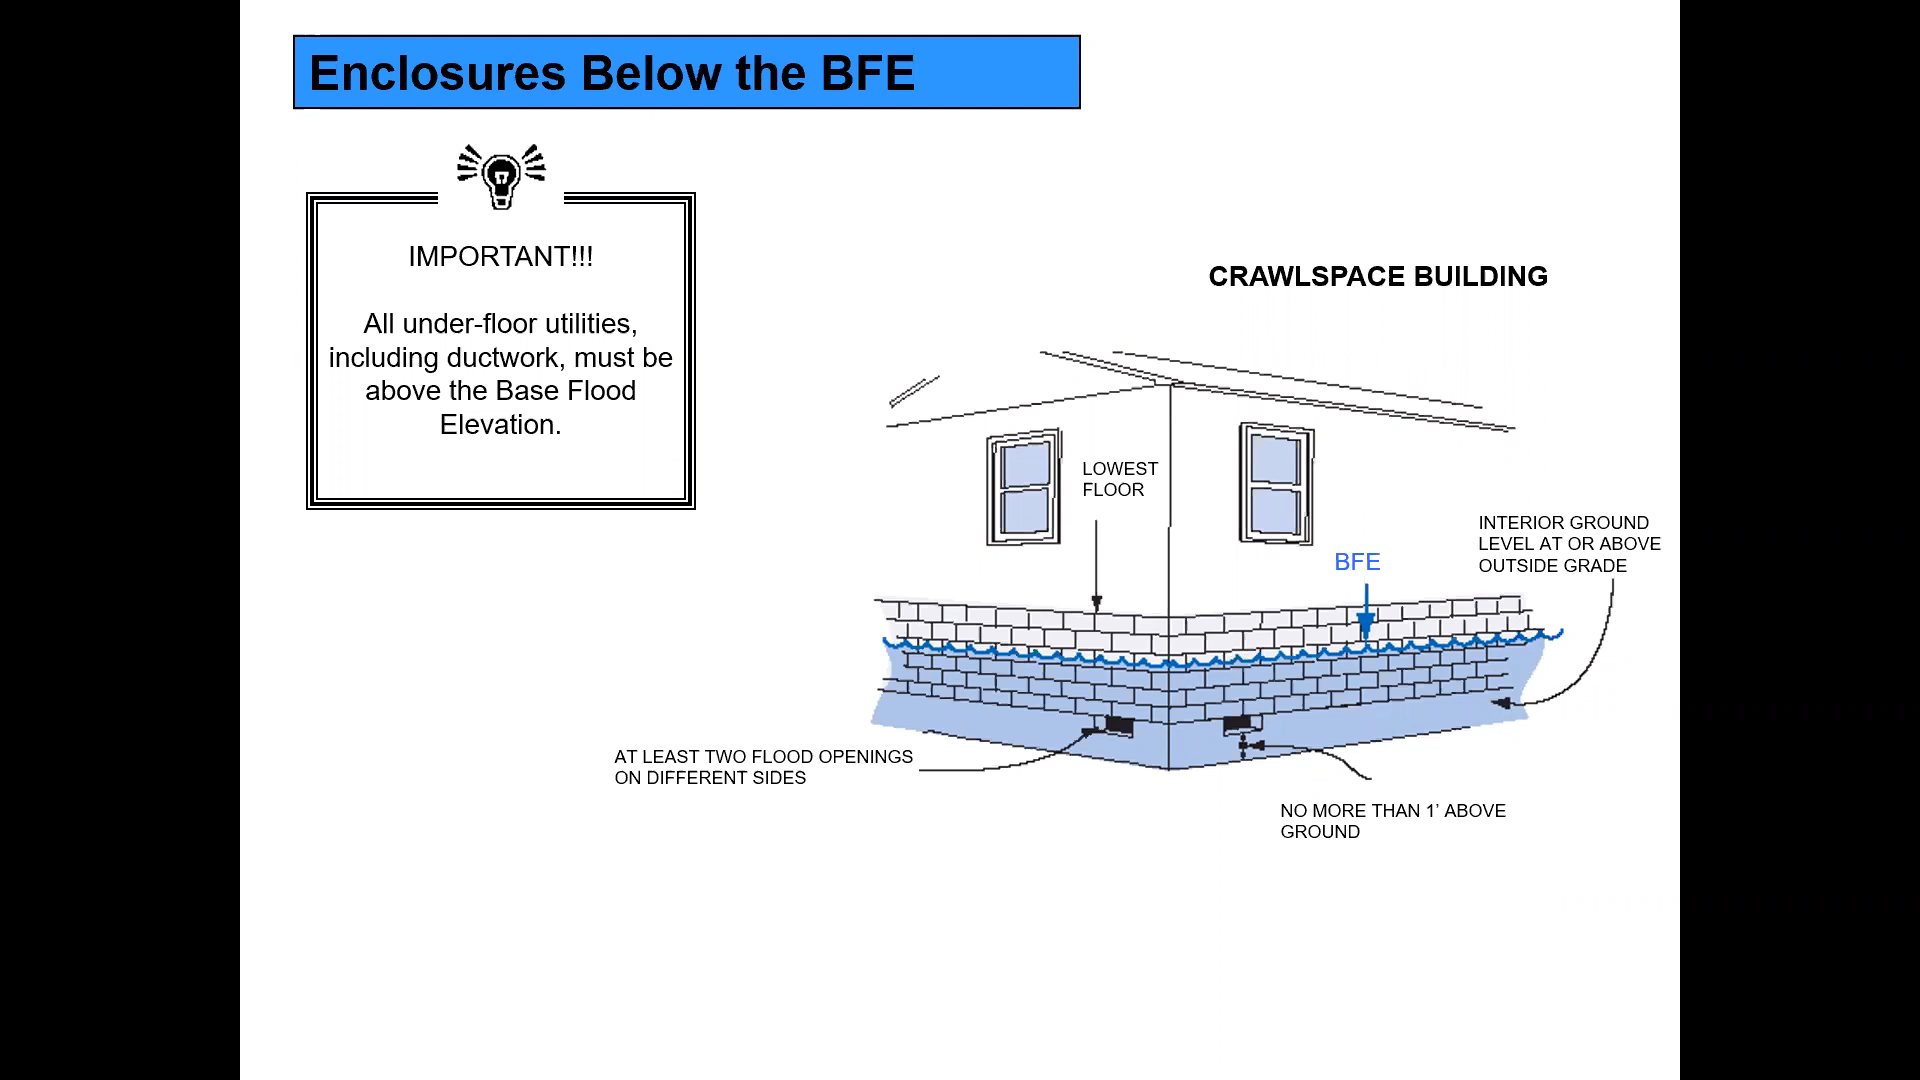 Enclosures Below the BFE
IMPORTANT!!!
All under-floor utilities,
including ductwork, must be
above the Base Flood
Elevation.
CRAWLSPACE BUILDING
LOWEST
FLOOR
BFE
INTERIOR GROUND
LEVEL AT OR ABOVE
OUTSIDE GRADE
AT LEAST TWO FLOOD OPENINGS
ON DIFFERENT SIDES
NO MORE THAN 1’ ABOVE
GROUND